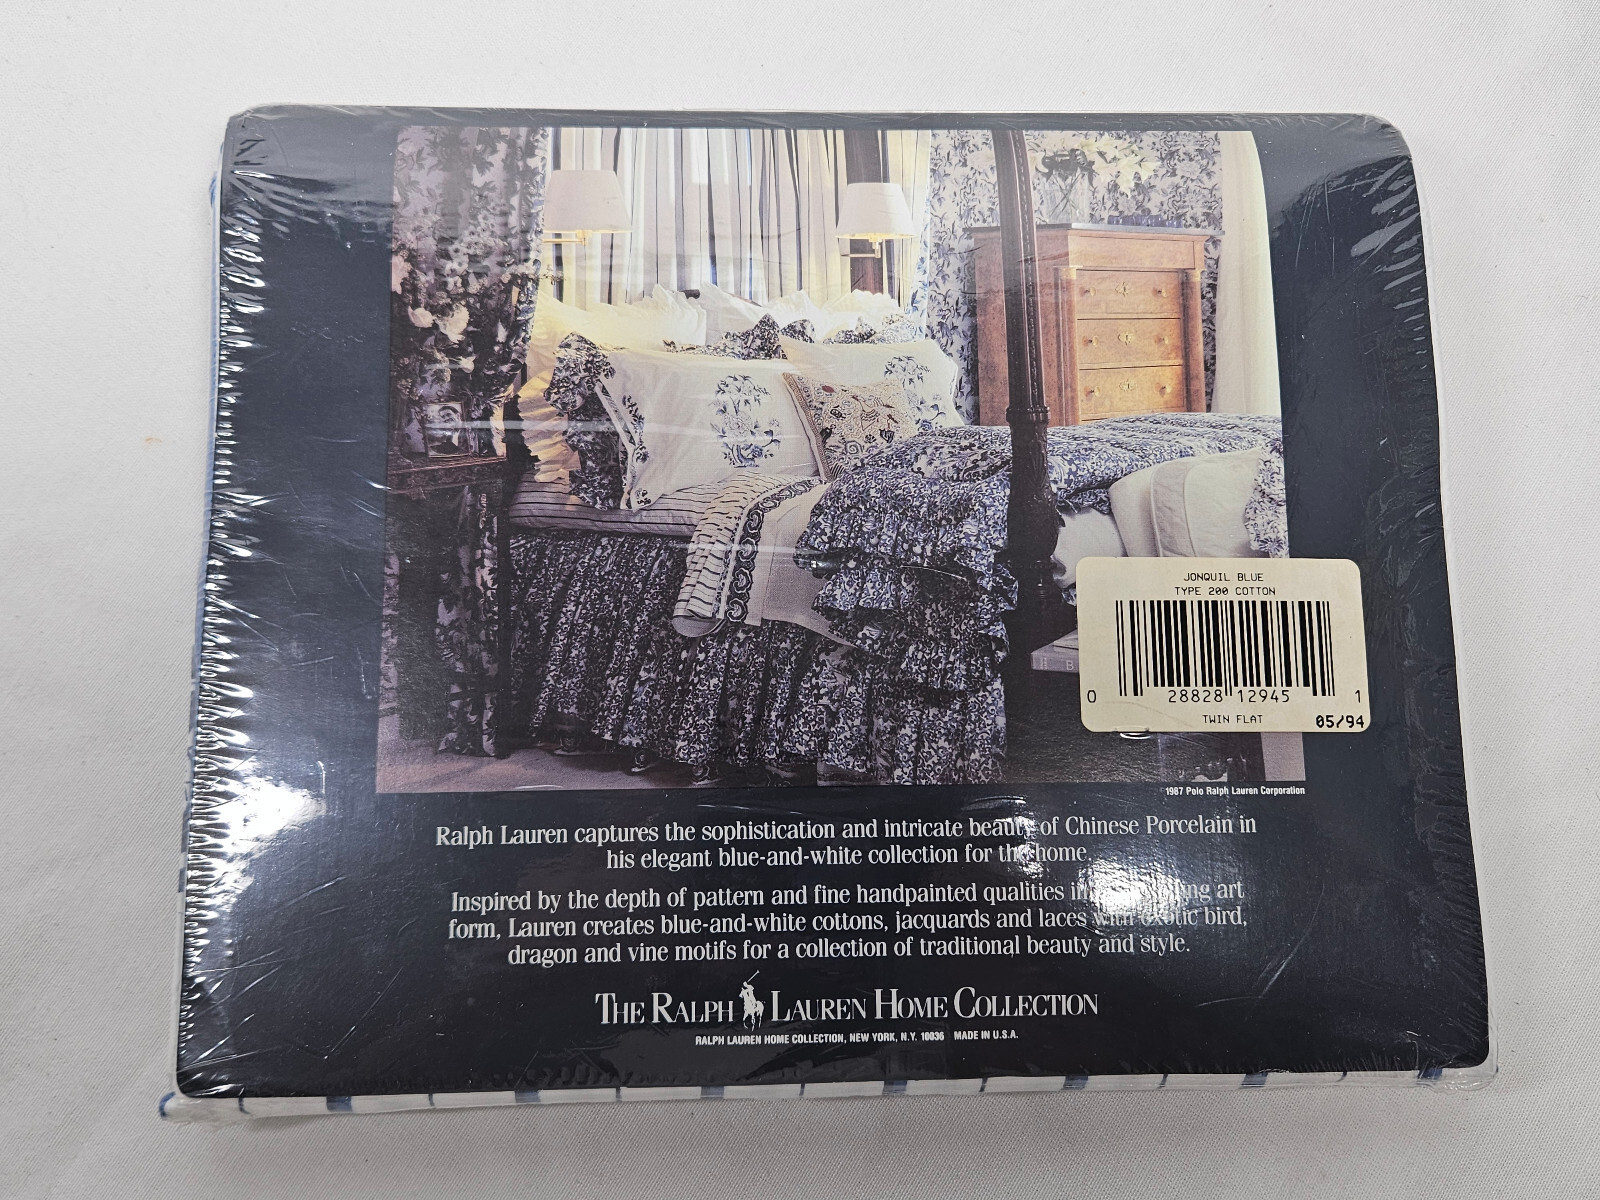 JONQUIL BLUE
TYPE 200 COTTON
0 28828 12945 1
TWIN FLAT 05/94
B
1987 Polo Ralph Lauren Corporation
Ralph Lauren captures the sophistication and intricate beauty of Chinese Porcelain in
his elegant blue-and-white collection for the home.
Inspired by the depth of pattern and fine handpainted qualities in art
form, Lauren creates blue-and-white cottons, jacquards and laces with exotic bird,
dragon and vine motifs for a collection of traditional beauty and style.
THE RALPH LAUREN HOME COLLECTION
RALPH LAUREN HOME COLLECTION, NEW YORK, N.Y. 10036 MADE IN U.S.A.